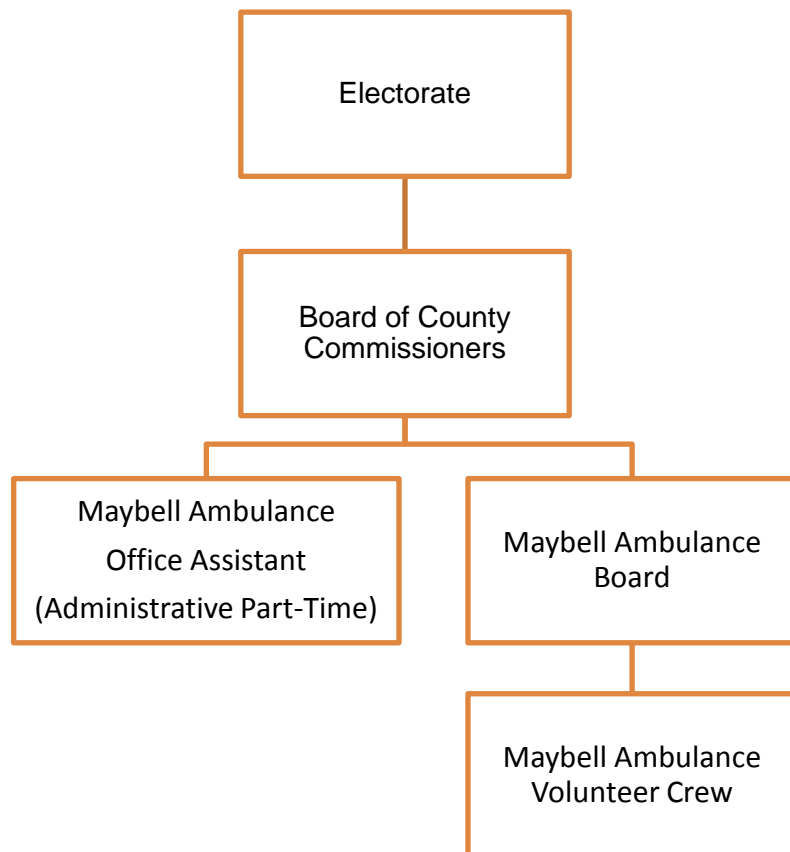 Electorate
Board of County
Commissioners
Maybell Ambulance
Office Assistant
(Administrative Part-Time)
Maybell Ambulance
Board
Maybell Ambulance
Volunteer Crew